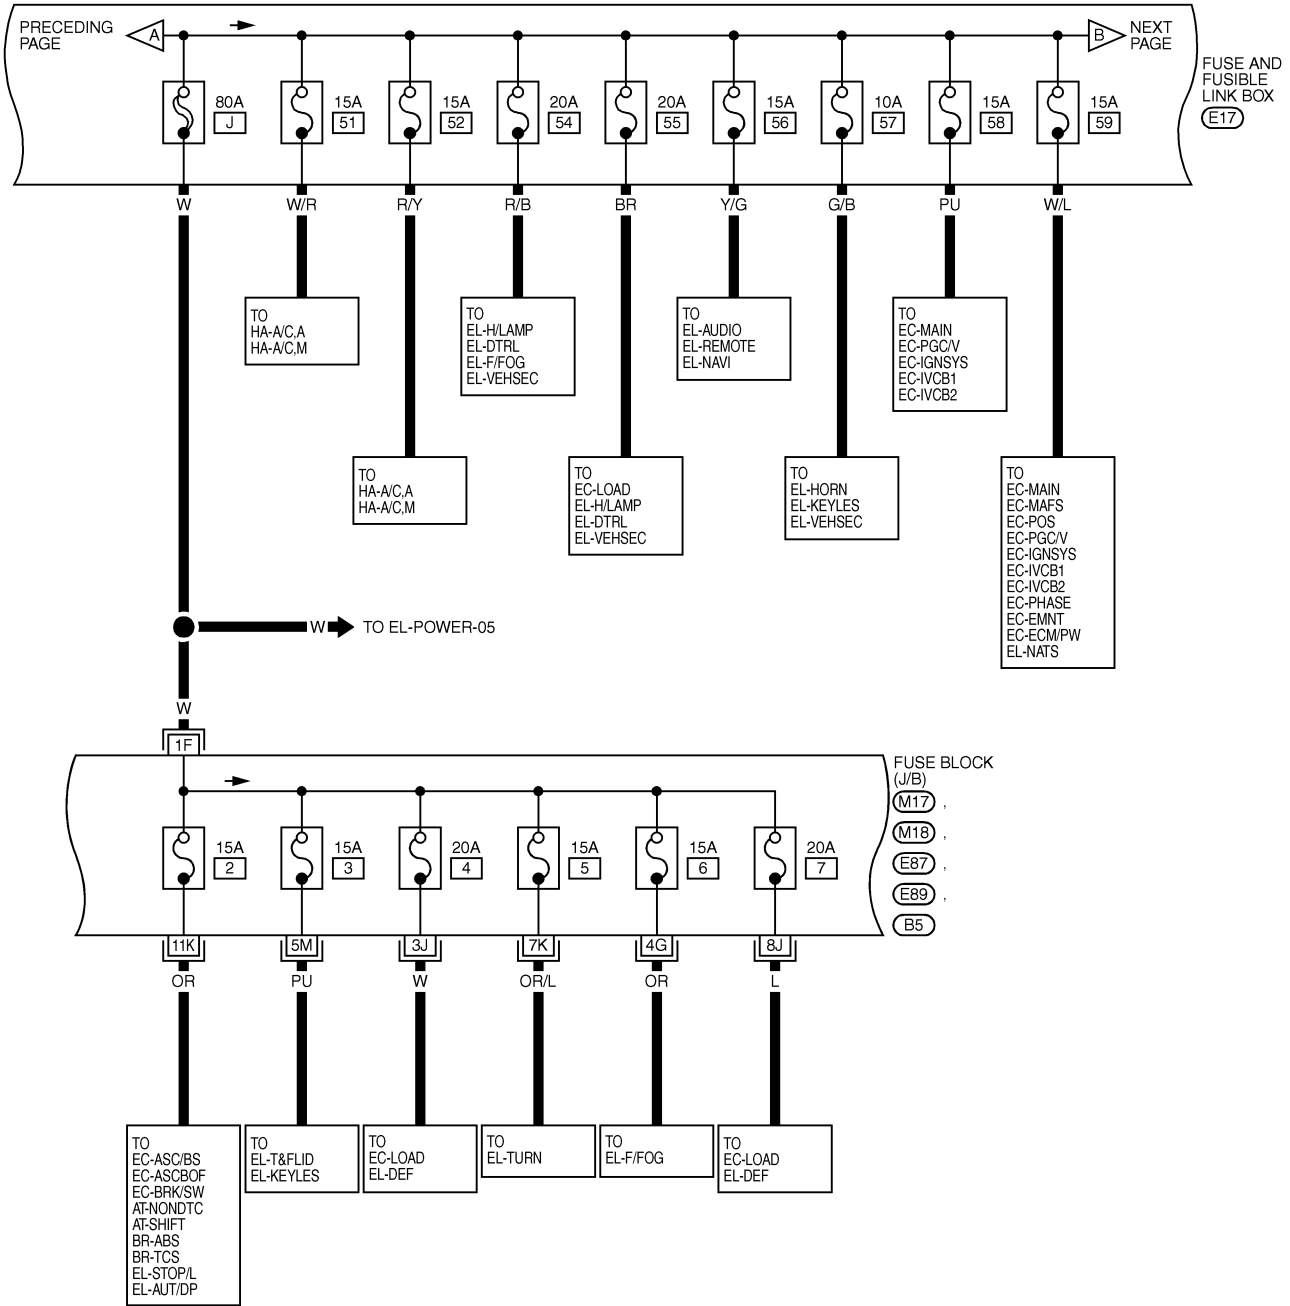 PRECEDING
PAGE
A
B
NEXT
PAGE
FUSE AND
FUSIBLE
LINK BOX
E17
80A
J
15A
51
15A
52
20A
54
20A
55
15A
56
10A
57
15A
58
15A
59
W
W/R
R/Y
R/B
BR
Y/G
G/B
PU
W/L
TO
HA-A/C,A
HA-A/C,M
TO
EL-H/LAMP
EL-DTRL
EL-F/FOG
EL-VEHSEC
TO
EL-AUDIO
EL-REMOTE
EL-NAVI
TO
EC-MAIN
EC-PGC/V
EC-IGNSYS
EC-IVCB1
EC-IVCB2
TO
HA-A/C,A
HA-A/C,M
TO
EC-LOAD
EL-H/LAMP
EL-DTRL
EL-VEHSEC
TO
EL-HORN
EL-KEYLES
EL-VEHSEC
TO
EC-MAIN
EC-MAFS
EC-POS
EC-PGC/V
EC-IGNSYS
EC-IVCB1
EC-IVCB2
EC-PHASE
EC-EMNT
EC-ECM/PW
EL-NATS
W
TO EL-POWER-05
W
1F
FUSE BLOCK
(J/B)
M17 ,
M18 ,
E87 ,
E89 ,
B5
15A
2
15A
3
20A
4
15A
5
15A
6
20A
7
11K
5M
3J
7K
4G
8J
OR
PU
W
OR/L
OR
L
TO
EC-ASC/BS
EC-ASCBOF
EC-BRK/SW
AT-NONDTC
AT-SHIFT
BR-ABS
BR-TCS
EL-STOP/L
EL-AUT/DP
TO
EL-T&FLID
EL-KEYLES
TO
EC-LOAD
EL-DEF
TO
EL-TURN
TO
EL-F/FOG
TO
EC-LOAD
EL-DEF